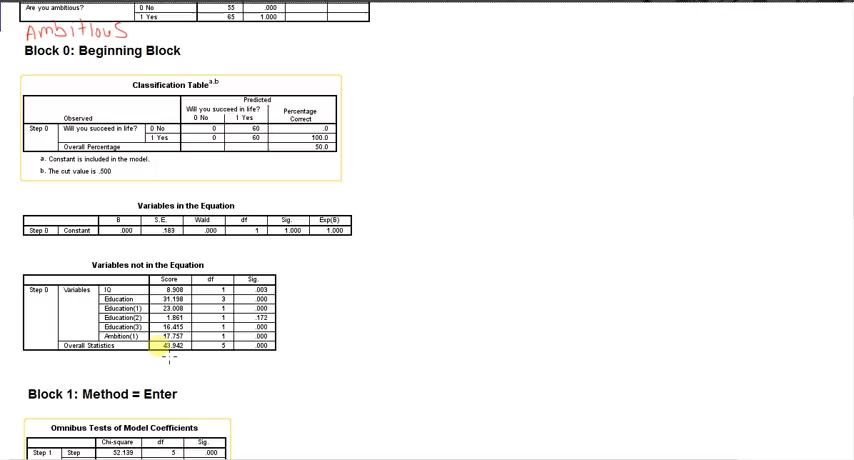 Are you ambitious? 0 No 55 .000
1 Yes 65 1.000
Ambitious
Block 0: Beginning Block
Classification Table a,b
Predicted
Will you succeed in life? Percentage
Observed 0 No 1 Yes Correct
Step 0 Will you succeed in life? 0 No 0 60 .0
1 Yes 0 60 100.0
Overall Percentage 50.0
a. Constant is included in the model.
b. The cut value is .500
Variables in the Equation
B S.E. Wald df Sig. Exp(B)
Step 0 Constant .000 .183 .000 1 1.000 1.000
Variables not in the Equation
Score df Sig.
Step 0 Variables IQ 8.908 1 .003
Education 31.198 3 .000
Education(1) 23.008 1 .000
Education(2) 1.861 1 .172
Education(3) 16.415 1 .000
Ambition(1) 17.757 1 .000
Overall Statistics 43.942 5 .000
Block 1: Method = Enter
Omnibus Tests of Model Coefficients
Chi-square df Sig.
Step 1 Step 52.139 5 .000